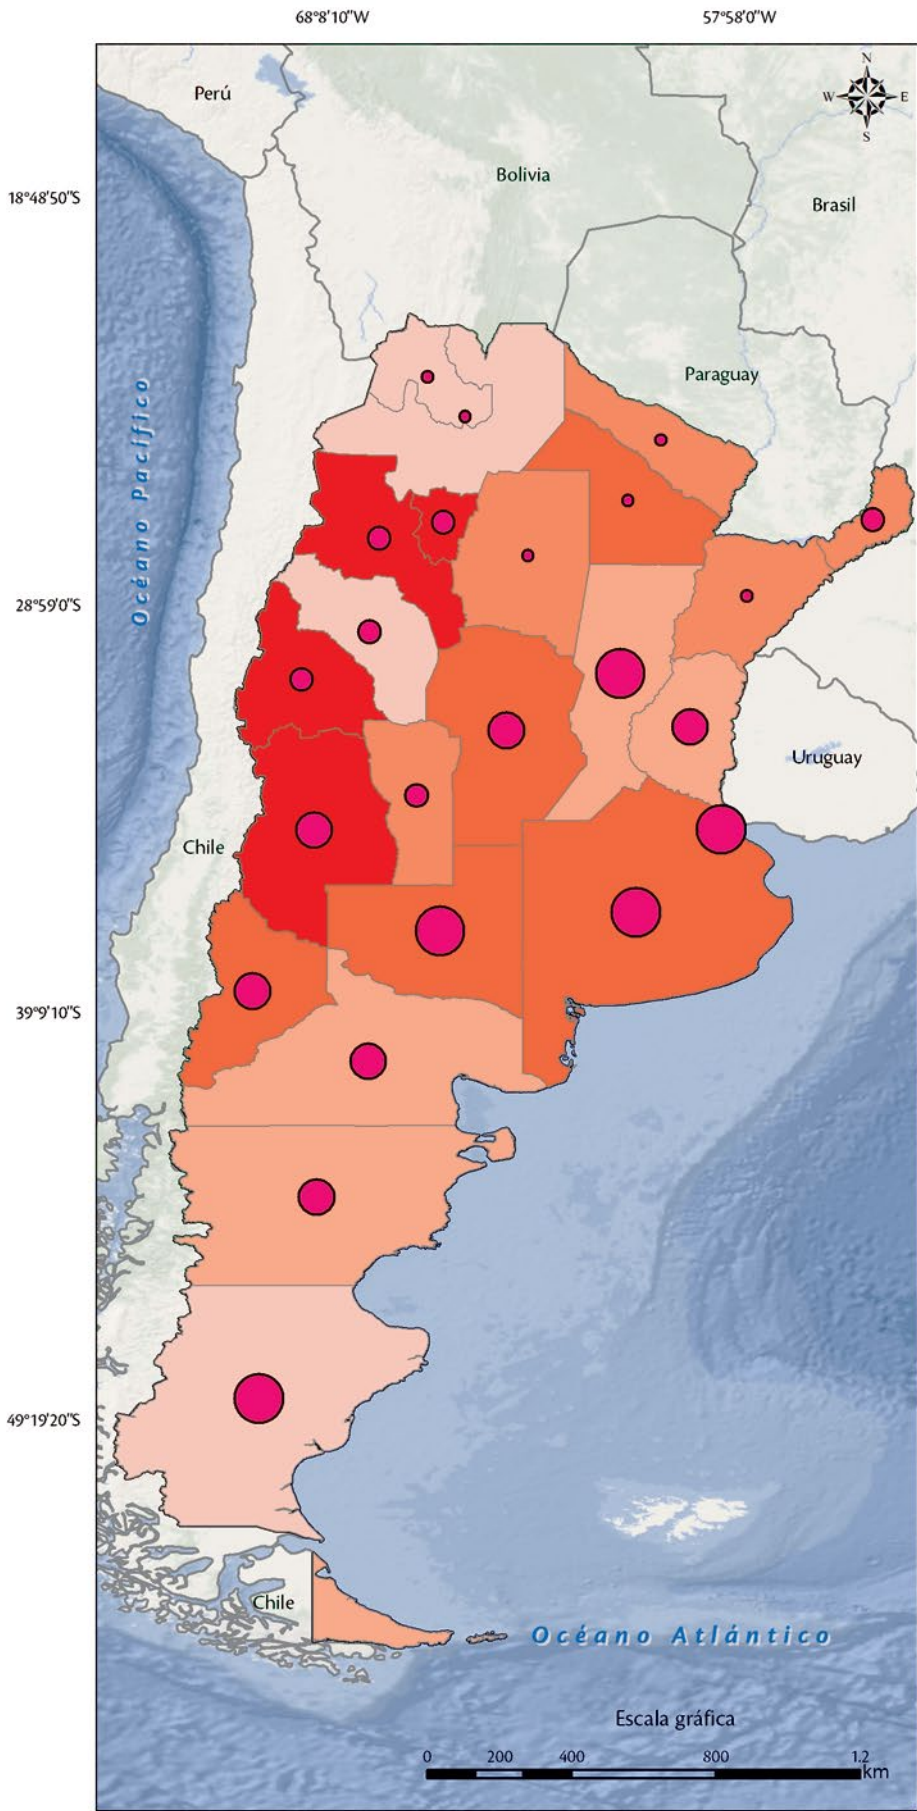 68°8'10"W
57°58'0"W
N
W
E
S
Perú
Bolivia
Brasil
18°48'50"S
Paraguay
Océano Pacífico
28°59'0"S
Uruguay
Chile
39°9'10"S
49°19'20"S
Chile
Océano Atlántico
Escala gráfica
0 200 400 800 1.2
km